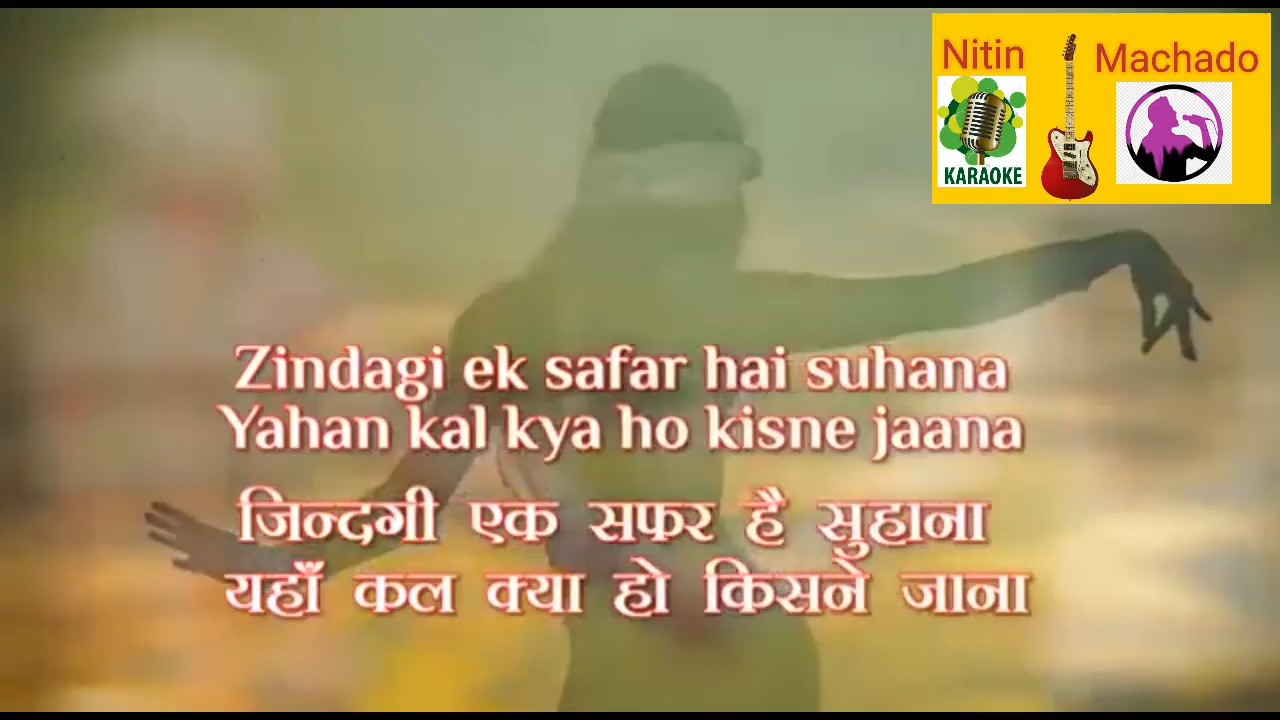 Nitin Machado
KARAOKE
Zindagi ek safar hai suhana
Yahan kal kya ho kisne jaana
जिन्दगी एक सफर है सुहाना
यहाँ कल क्या हो किसने जाना